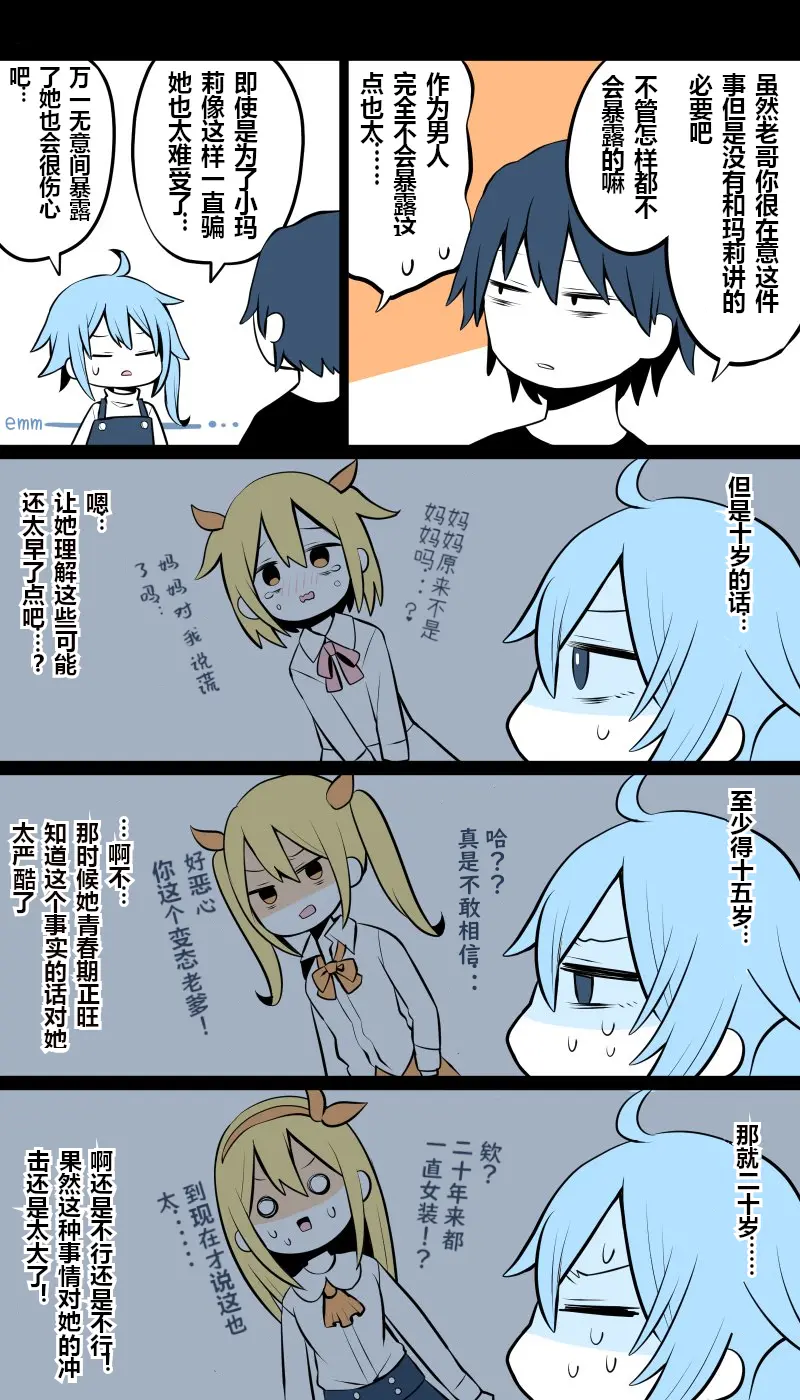 虽然老哥你很在意这件
事但是没有和玛莉讲的
必要吧
不管怎样都不
会暴露的嘛
作为男人
完全不会暴露这
点也太……
即使是为了小玛
莉像这样一直骗
她也太难受了…
万一无意间暴露
了她也会很伤心
吧…
emm
但是十岁的话…
妈妈原来不是
妈妈吗…？
妈妈对我说谎
了吗…
嗯…
让她理解这些可能
还太早了点吧…？
至少得十五岁…
哈？？
真是不敢相信…
好恶心
你这个变态老爹！
…啊不…
那时候她青春期正旺
知道这个事实的话对她
太严酷了
那就二十岁……
欸？
二十年来都
一直女装！？
到现在才说这也
太……
啊还是不行还是不行！
果然这种事情对她的冲
击还是太大了！